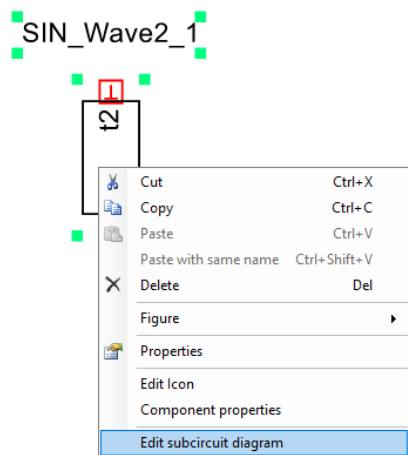 SIN_Wave2_1
t2
Cut Ctrl+X
Copy Ctrl+C
Paste Ctrl+V
Paste with same name Ctrl+Shift+V
Delete Del
Figure
Properties
Edit Icon
Component properties
Edit subcircuit diagram